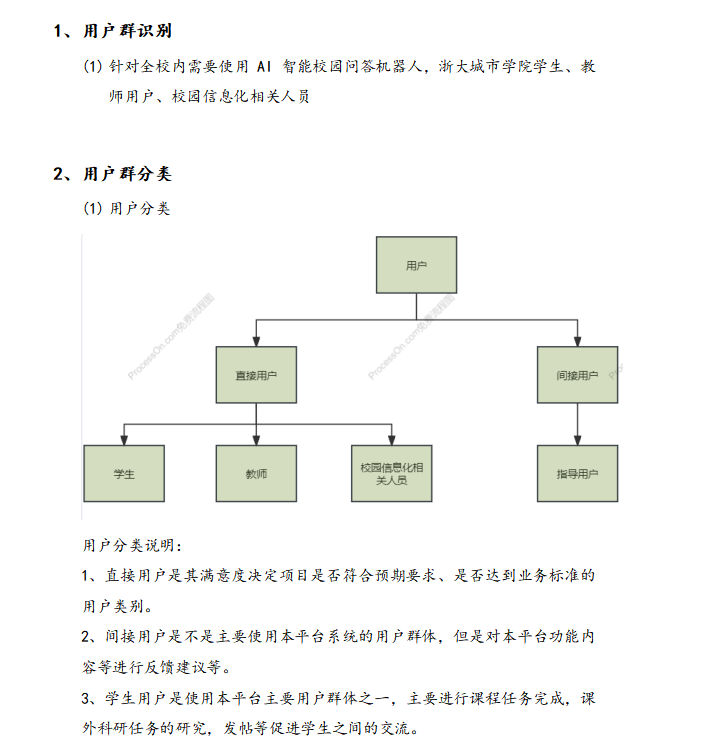 1、用户群识别
(1) 针对全校内需要使用 AI 智能校园问答机器人，浙大城市学院学生、教
师用户、校园信息化相关人员
2、用户群分类
(1) 用户分类
用户
ProcessOn.com免费流程图
ProcessOn.com免费流程图
直接用户
间接用户
Pro
学生
教师
校园信息化相
关人员
指导用户
用户分类说明：
1、直接用户是其满意度决定项目是否符合预期要求、是否达到业务标准的
用户类别。
2、间接用户是不是主要使用本平台系统的用户群体，但是对本平台功能内
容等进行反馈建议等。
3、学生用户是使用本平台主要用户群体之一，主要进行课程任务完成，课
外科研任务的研究，发帖等促进学生之间的交流。